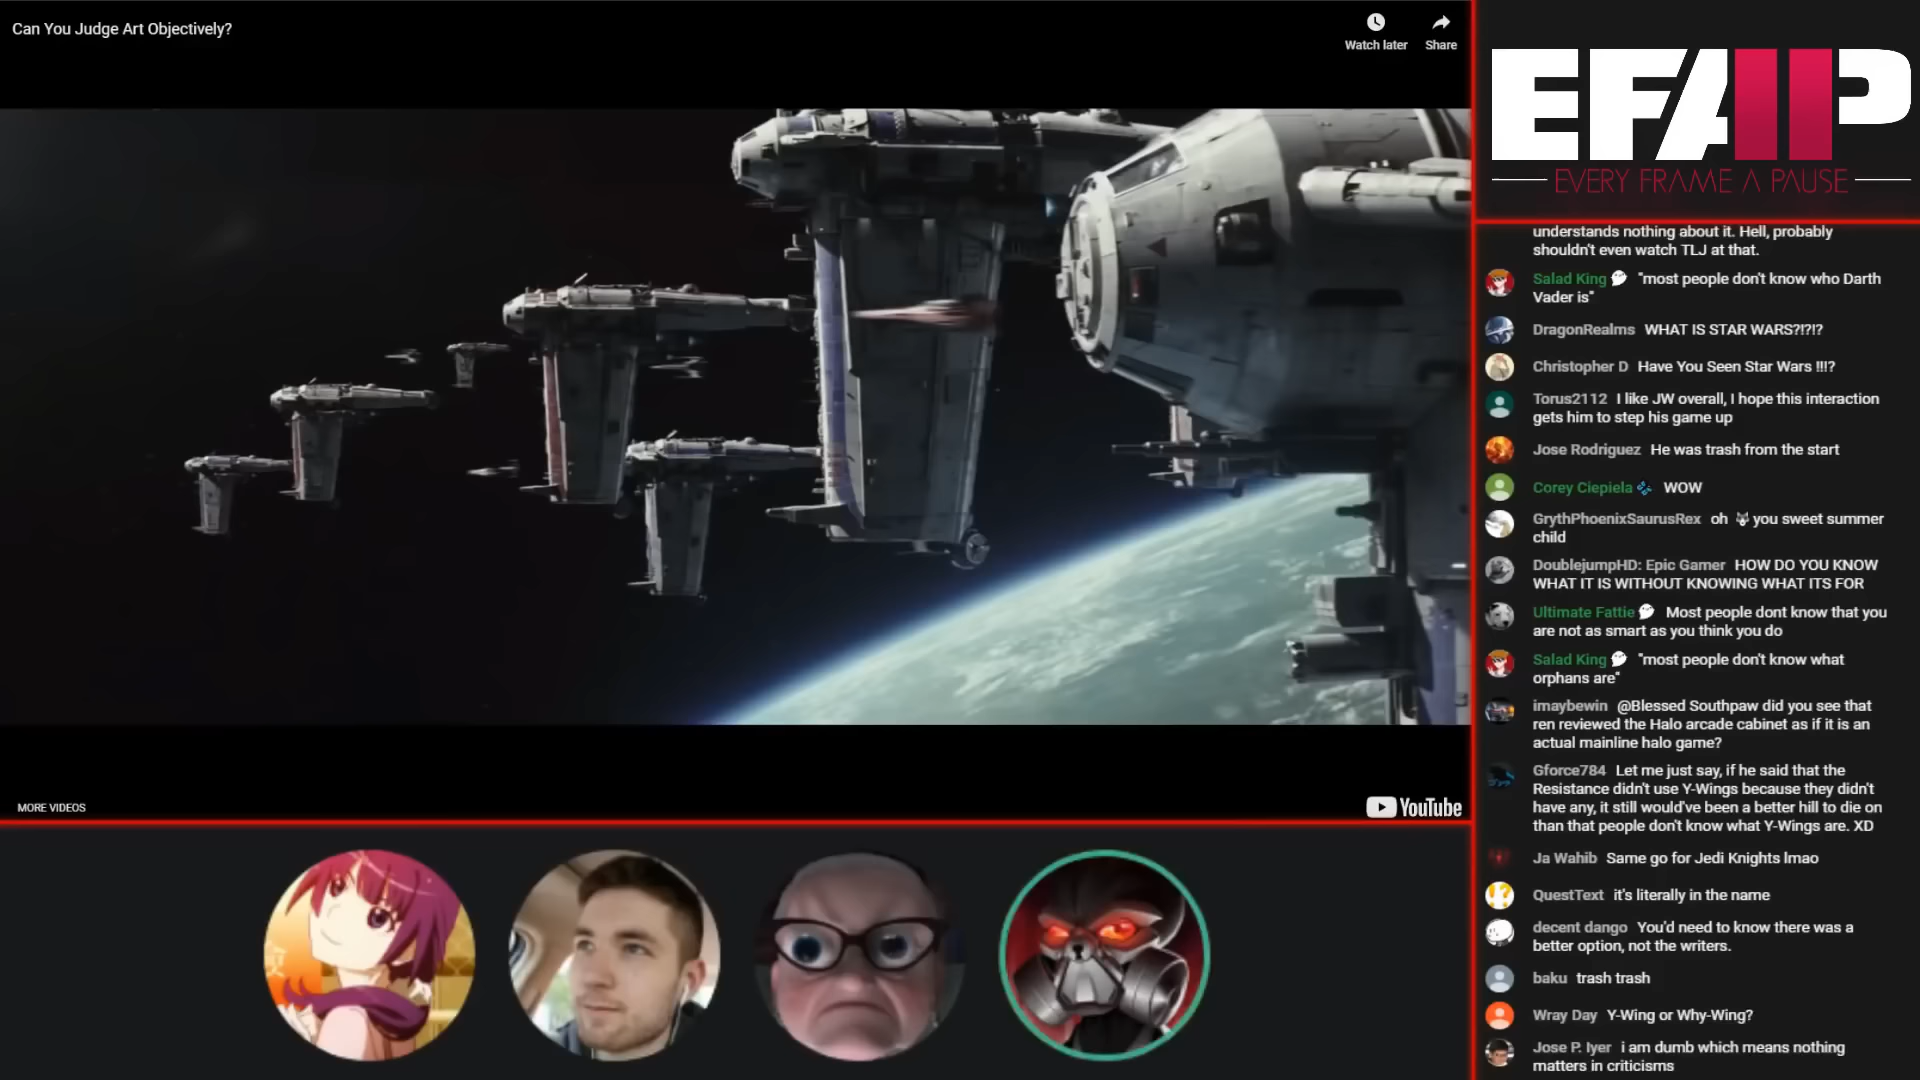 Can You Judge Art Objectively?
Watch later
Share
MORE VIDEOS
YouTube
EFAP
EVERY FRAME A PAUSE
understands nothing about it. Hell, probably
shouldn't even watch TLJ at that.
Salad King "most people don't know who Darth
Vader is"
DragonRealms WHAT IS STAR WARS?!?!?
Christopher D Have You Seen Star Wars !!!?
Torus2112 I like JW overall, I hope this interaction
gets him to step his game up
Jose Rodriguez He was trash from the start
Corey Ciepiela WOW
GrythPhoenixSaurusRex oh you sweet summer
child
DoublejumpHD: Epic Gamer HOW DO YOU KNOW
WHAT IT IS WITHOUT KNOWING WHAT ITS FOR
Ultimate Fattie Most people dont know that you
are not as smart as you think you do
Salad King "most people don't know what
orphans are"
imaybewin @Blessed Southpaw did you see that
ren reviewed the Halo arcade cabinet as if it is an
actual mainline halo game?
Gforce784 Let me just say, if he said that the
Resistance didn't use Y-Wings because they didn't
have any, it still would've been a better hill to die on
than that people don't know what Y-Wings are. XD
Ja Wahib Same go for Jedi Knights lmao
QuestText it's literally in the name
decent dango You'd need to know there was a
better option, not the writers.
baku trash trash
Wray Day Y-Wing or Why-Wing?
Jose P. Iyer i am dumb which means nothing
matters in criticisms